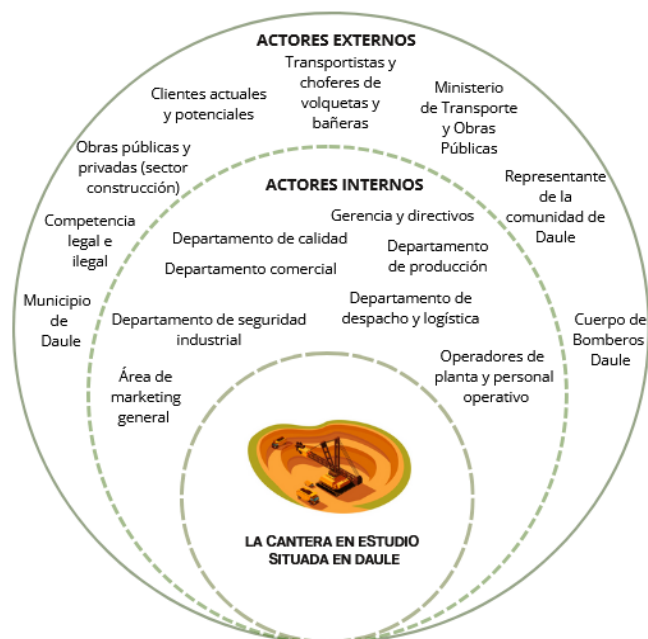 ACTORES EXTERNOS
Transportistas y
choferes de
volquetas y
bañeras
Clientes actuales
y potenciales
Ministerio
de Transporte
y Obras
Públicas
Obras públicas y
privadas (sector
construcción)
Representante
de la
comunidad de
Daule
Competencia
legal e
ilegal
Municipio
de
Daule
Cuerpo de
Bomberos
Daule
ACTORES INTERNOS
Gerencia y directivos
Departamento de calidad
Departamento
de producción
Departamento comercial
Departamento de
despacho y logística
Departamento de seguridad
industrial
Operadores de
planta y personal
operativo
Área de
marketing
general
LA CANTERA EN ESTUDIO
SITUADA EN DAULE